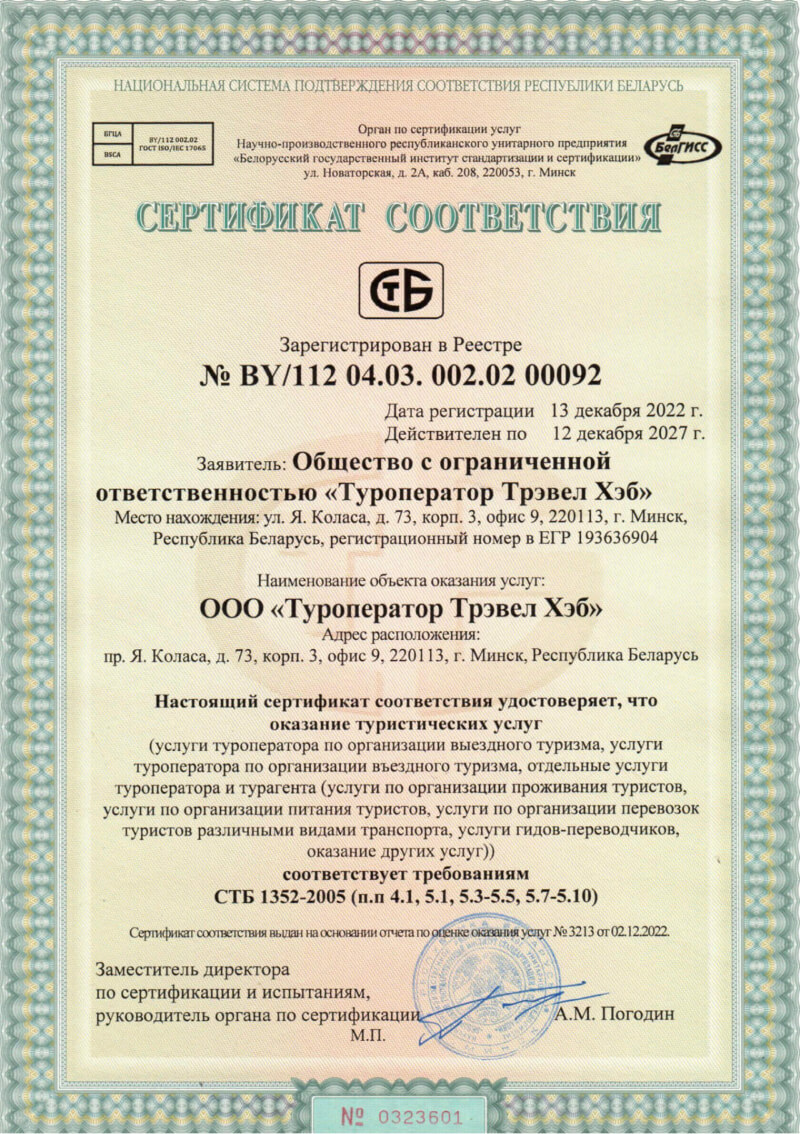 НАЦИОНАЛЬНАЯ СИСТЕМА ПОДТВЕРЖДЕНИЯ СООТВЕТСТВИЯ РЕСПУБЛИКИ БЕЛАРУСЬ
БГЦА
BSCA
BY/112 002.02
ГОСТ ISO/IEC 17065
Орган по сертификации услуг
Научно-производственного республиканского унитарного предприятия
«Белорусский государственный институт стандартизации и сертификации»
ул. Новаторская, д. 2А, каб. 208, 220053, г. Минск
БелГИСС
СЕРТИФИКАТ СООТВЕТСТВИЯ
СТБ
Зарегистрирован в Реестре
№ BY/112 04.03. 002.02 00092
Дата регистрации 13 декабря 2022 г.
Действителен по 12 декабря 2027 г.
Заявитель: Общество с ограниченной
ответственностью «Туроператор Трэвел Хэб»
Место нахождения: ул. Я. Коласа, д. 73, корп. 3, офис 9, 220113, г. Минск,
Республика Беларусь, регистрационный номер в ЕГР 193636904
Наименование объекта оказания услуг:
ООО «Туроператор Трэвел Хэб»
Адрес расположения:
пр. Я. Коласа, д. 73, корп. 3, офис 9, 220113, г. Минск, Республика Беларусь
Настоящий сертификат соответствия удостоверяет, что
оказание туристических услуг
(услуги туроператора по организации выездного туризма, услуги
туроператора по организации въездного туризма, отдельные услуги
туроператора и турагента (услуги по организации проживания туристов,
услуги по организации питания туристов, услуги по организации перевозок
туристов различными видами транспорта, услуги гидов-переводчиков,
оказание других услуг))
соответствует требованиям
СТБ 1352-2005 (п.п 4.1, 5.1, 5.3-5.5, 5.7-5.10)
Сертификат соответствия выдан на основании отчета по оценке оказания услуг № 3213 от 02.12.2022.
Заместитель директора
по сертификации и испытаниям,
руководитель органа по сертификации
А.М. Погодин
М.П.
№ 0323601